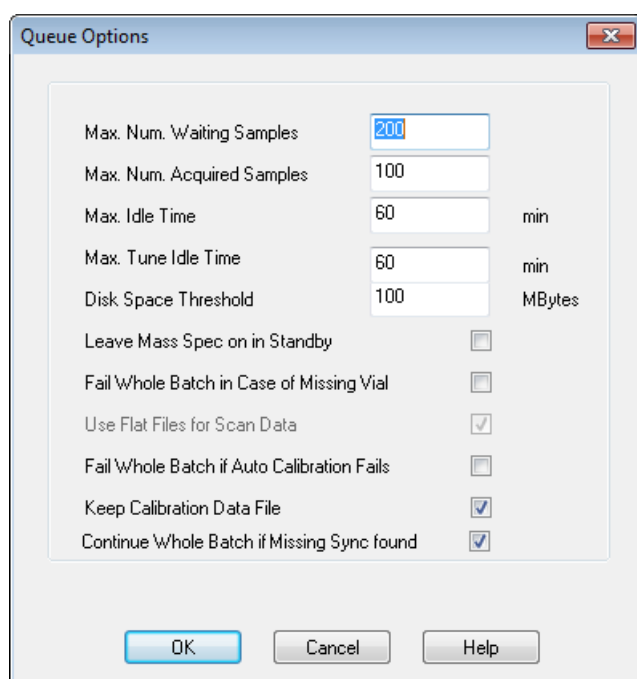 Queue Options
Max. Num. Waiting Samples 200
Max. Num. Acquired Samples 100
Max. Idle Time 60 min
Max. Tune Idle Time 60 min
Disk Space Threshold 100 MBytes
Leave Mass Spec on in Standby
Fail Whole Batch in Case of Missing Vial
Use Flat Files for Scan Data
Fail Whole Batch if Auto Calibration Fails
Keep Calibration Data File
Continue Whole Batch if Missing Sync found
OK Cancel Help